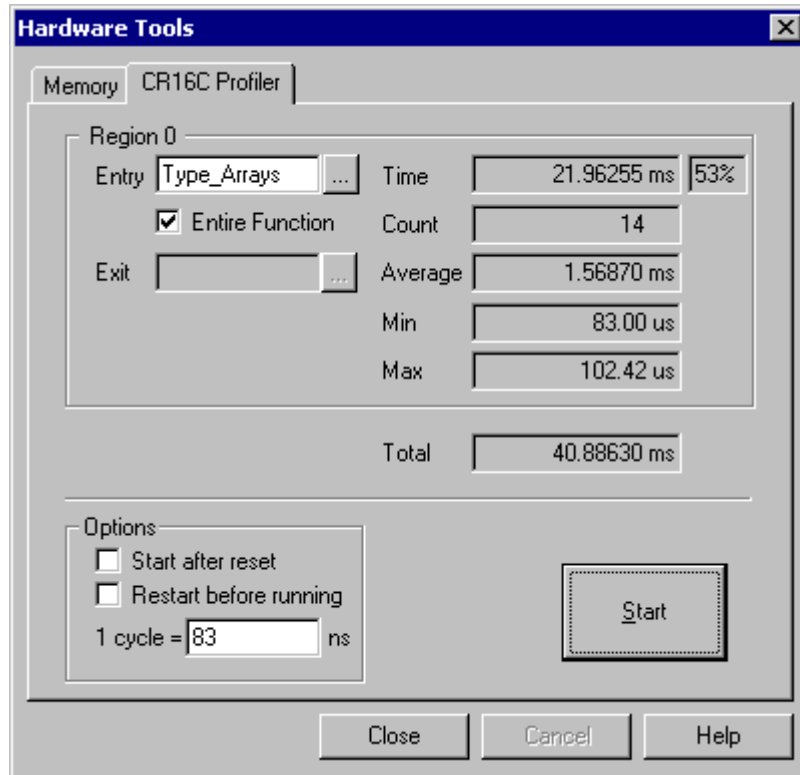 Hardware Tools
Memory CR16C Profiler
Region 0
Entry Type_Arrays ... Time 21.96255 ms 53%
Entire Function Count 14
Exit ... Average 1.56870 ms
Min 83.00 us
Max 102.42 us
Total 40.88630 ms
Options
Start after reset
Restart before running
1 cycle = 83 ns
Start
Close Cancel Help